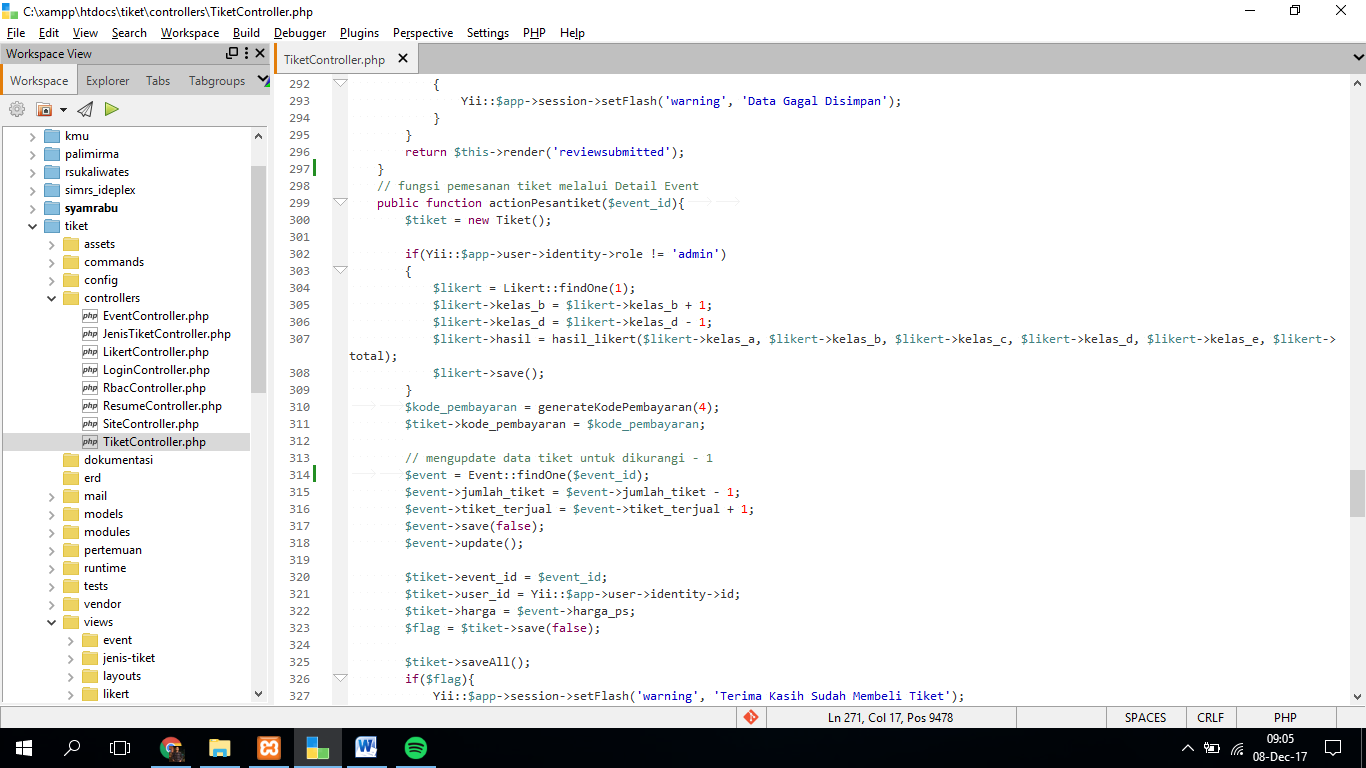 C:\xampp\htdocs\tiket\controllers\TiketController.php
File Edit View Search Workspace Build Debugger Plugins Perspective Settings PHP Help
Workspace View
Workspace Explorer Tabs Tabgroups
kmu
palimirma
rsukaliwates
simrs_ideplex
syamrabu
tiket
assets
commands
config
controllers
php EventController.php
php JenisTiketController.php
php LikertController.php
php LoginController.php
php RbacController.php
php ResumeController.php
php SiteController.php
php TiketController.php
dokumentasi
erd
mail
models
modules
pertemuan
runtime
tests
vendor
views
event
jenis-tiket
layouts
likert
TiketController.php
292 {
293 Yii::$app->session->setFlash('warning', 'Data Gagal Disimpan');
294 }
295 }
296 return $this->render('reviewsubmitted');
297 }
298 // fungsi pemesanan tiket melalui Detail Event
299 public function actionPesantiket($event_id){
300 $tiket = new Tiket();
301
302 if(Yii::$app->user->identity->role != 'admin')
303 {
304 $likert = Likert::findOne(1);
305 $likert->kelas_b = $likert->kelas_b + 1;
306 $likert->kelas_d = $likert->kelas_d - 1;
307 $likert->hasil = hasil_likert($likert->kelas_a, $likert->kelas_b, $likert->kelas_c, $likert->kelas_d, $likert->kelas_e, $likert->
total);
308 $likert->save();
309 }
310 $kode_pembayaran = generateKodePembayaran(4);
311 $tiket->kode_pembayaran = $kode_pembayaran;
312
313 // mengupdate data tiket untuk dikurangi - 1
314 $event = Event::findOne($event_id);
315 $event->jumlah_tiket = $event->jumlah_tiket - 1;
316 $event->tiket_terjual = $event->tiket_terjual + 1;
317 $event->save(false);
318 $event->update();
319
320 $tiket->event_id = $event_id;
321 $tiket->user_id = Yii::$app->user->identity->id;
322 $tiket->harga = $event->harga_ps;
323 $flag = $tiket->save(false);
324
325 $tiket->saveAll();
326 if($flag){
327 Yii::$app->session->setFlash('warning', 'Terima Kasih Sudah Membeli Tiket');
Ln 271, Col 17, Pos 9478 SPACES CRLF PHP
09:05
08-Dec-17